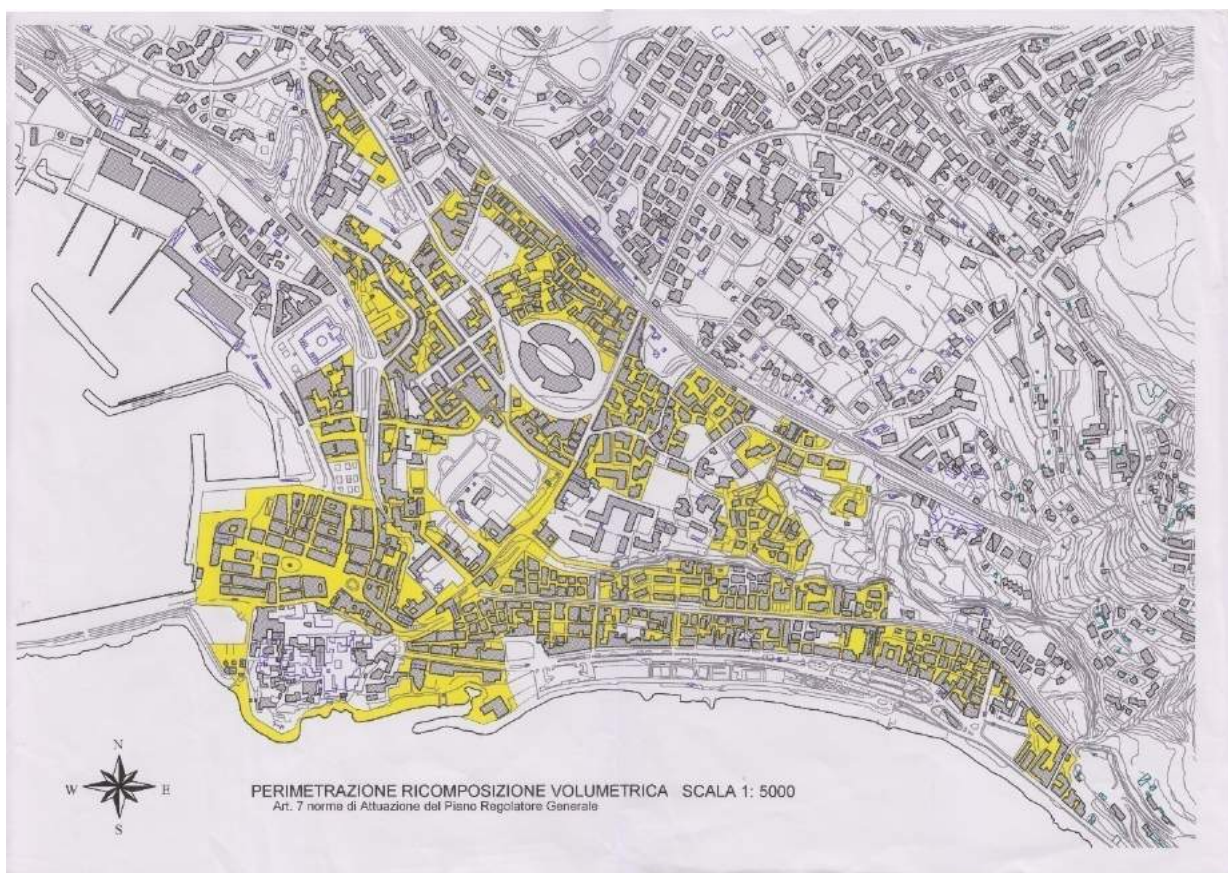 N
W E
S
PERIMETRAZIONE RICOMPOSIZIONE VOLUMETRICA SCALA 1: 5000
Art. 7 norme di Attuazione del Piano Regolatore Generale